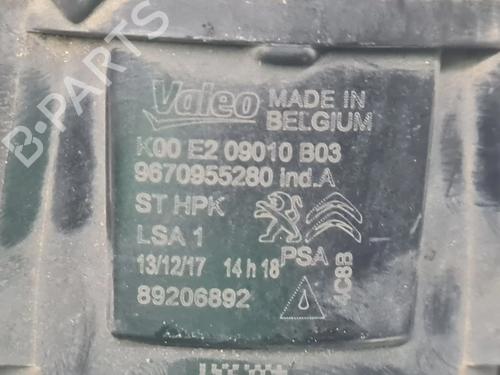 B-PARTS
Valeo MADE IN
BELGIUM
K00 E2 09010 B03
9670955280 ind.A
ST HPK
LSA 1 PSA
13/12/17 14 h 18
4C8B
89206892